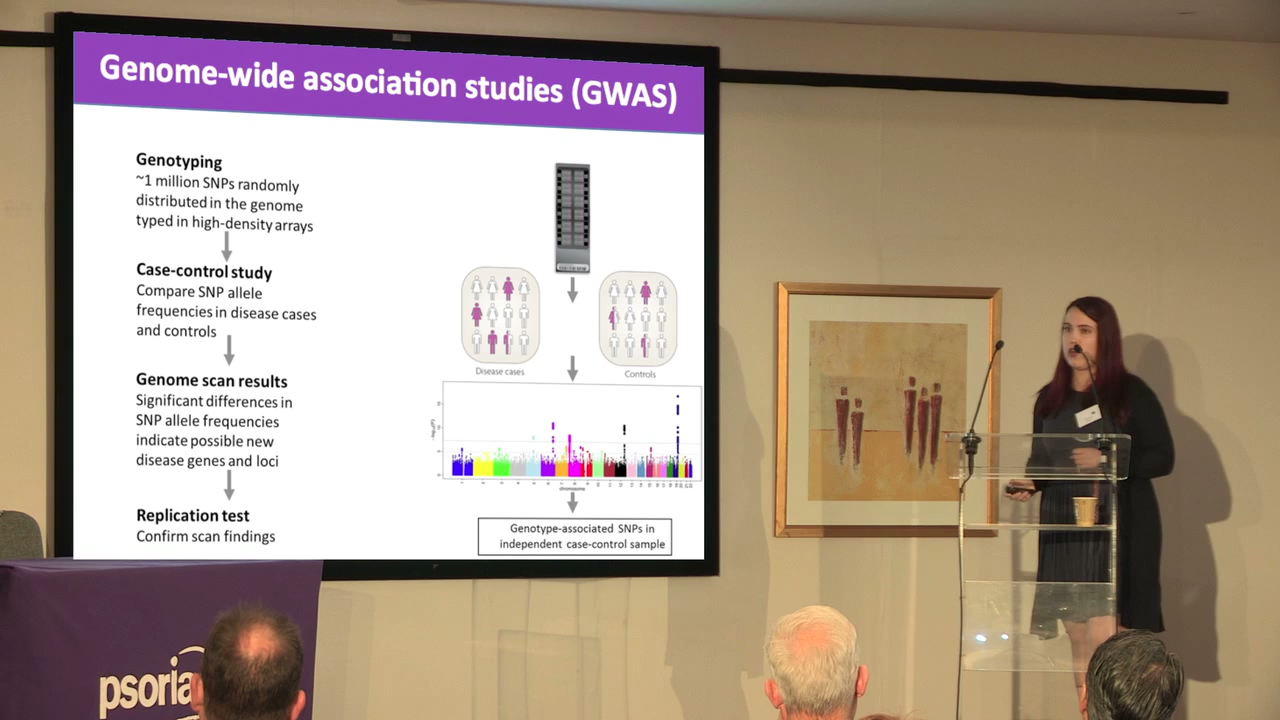 Genome-wide association studies (GWAS)
Genotyping
~1 million SNPs randomly
distributed in the genome
typed in high-density arrays
Case-control study
Compare SNP allele
frequencies in disease cases
and controls
Genome scan results
Significant differences in
SNP allele frequencies
indicate possible new
disease genes and loci
Replication test
Confirm scan findings
Disease cases
Controls
chromosome
Genotype-associated SNPs in
independent case-control sample
psoria